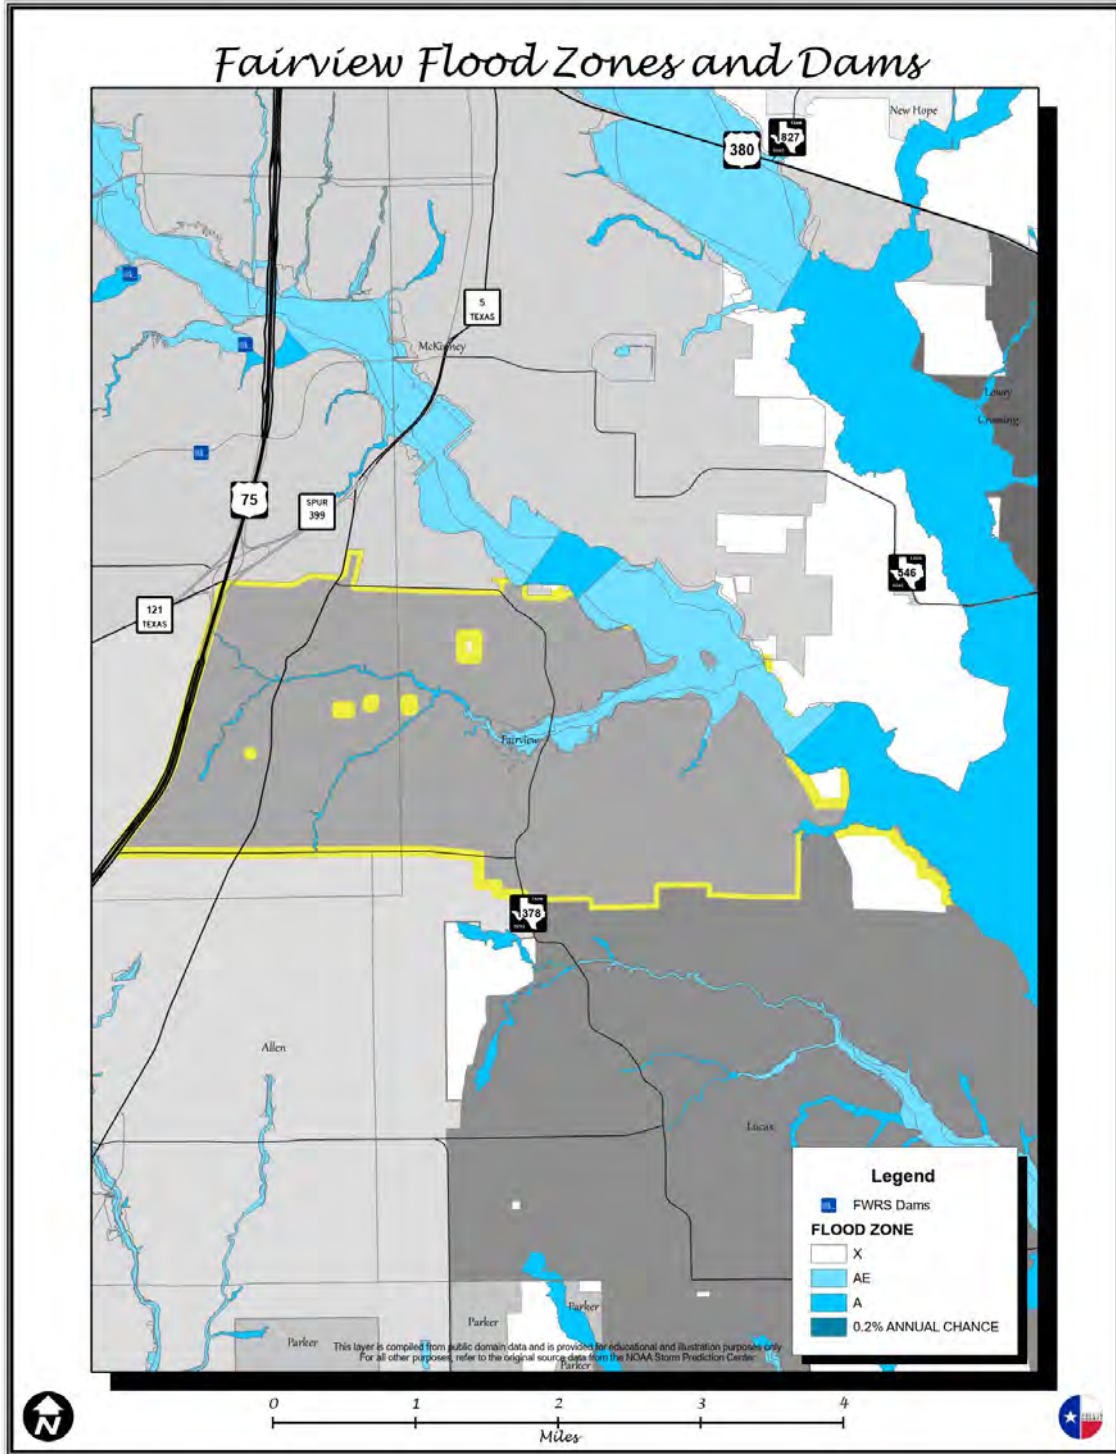 Fairview Flood Zones and Dams
New Hope
1827
380
5
TEXAS
McKinney
Lowry
Crossing
75
SPUR
399
546
121
TEXAS
Fairview
1378
Allen
Lucas
Parker
Parker
Parker
Parker
This layer is compiled from public domain data and is provided for educational and illustration purposes only
For all other purposes, refer to the original source data from the NOAA Storm Prediction Center.
Legend
FWRS Dams
FLOOD ZONE
X
AE
A
0.2% ANNUAL CHANCE
N
0 1 2 3 4
Miles